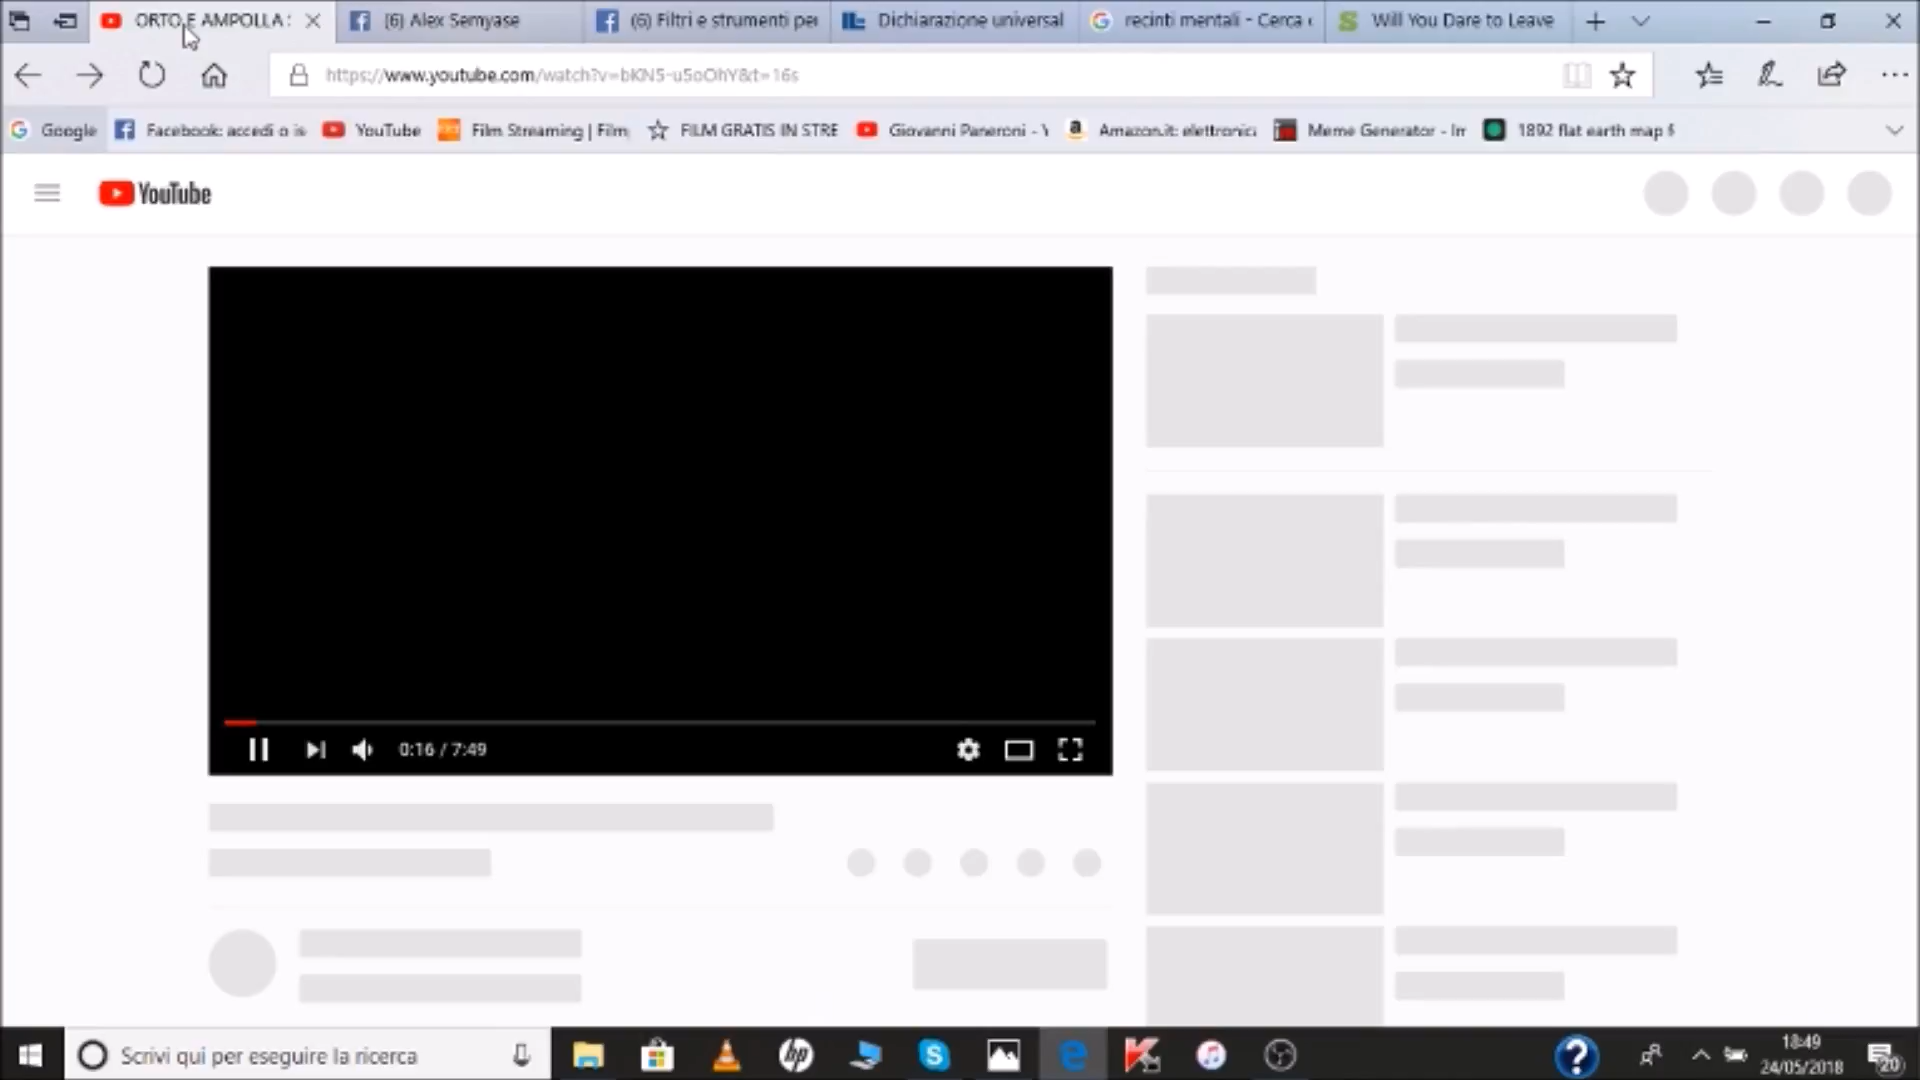 ORTO E AMPOLLA :
(6) Alex Semyase
(6) Filtri e strumenti per
Dichiarazione universal
recinti mentali - Cerca c
Will You Dare to Leave
https://www.youtube.com/watch?v=bKN5-u5oOhY&t=16s
Google
Facebook: accedi o is
YouTube
Film Streaming | Film
FILM GRATIS IN STRE
Giovanni Paneroni - Y
Amazon.it: elettronica
Meme Generator - Im
1892 flat earth map f
YouTube
0:16 / 7:49
Scrivi qui per eseguire la ricerca
hp
18:49
24/05/2018
20